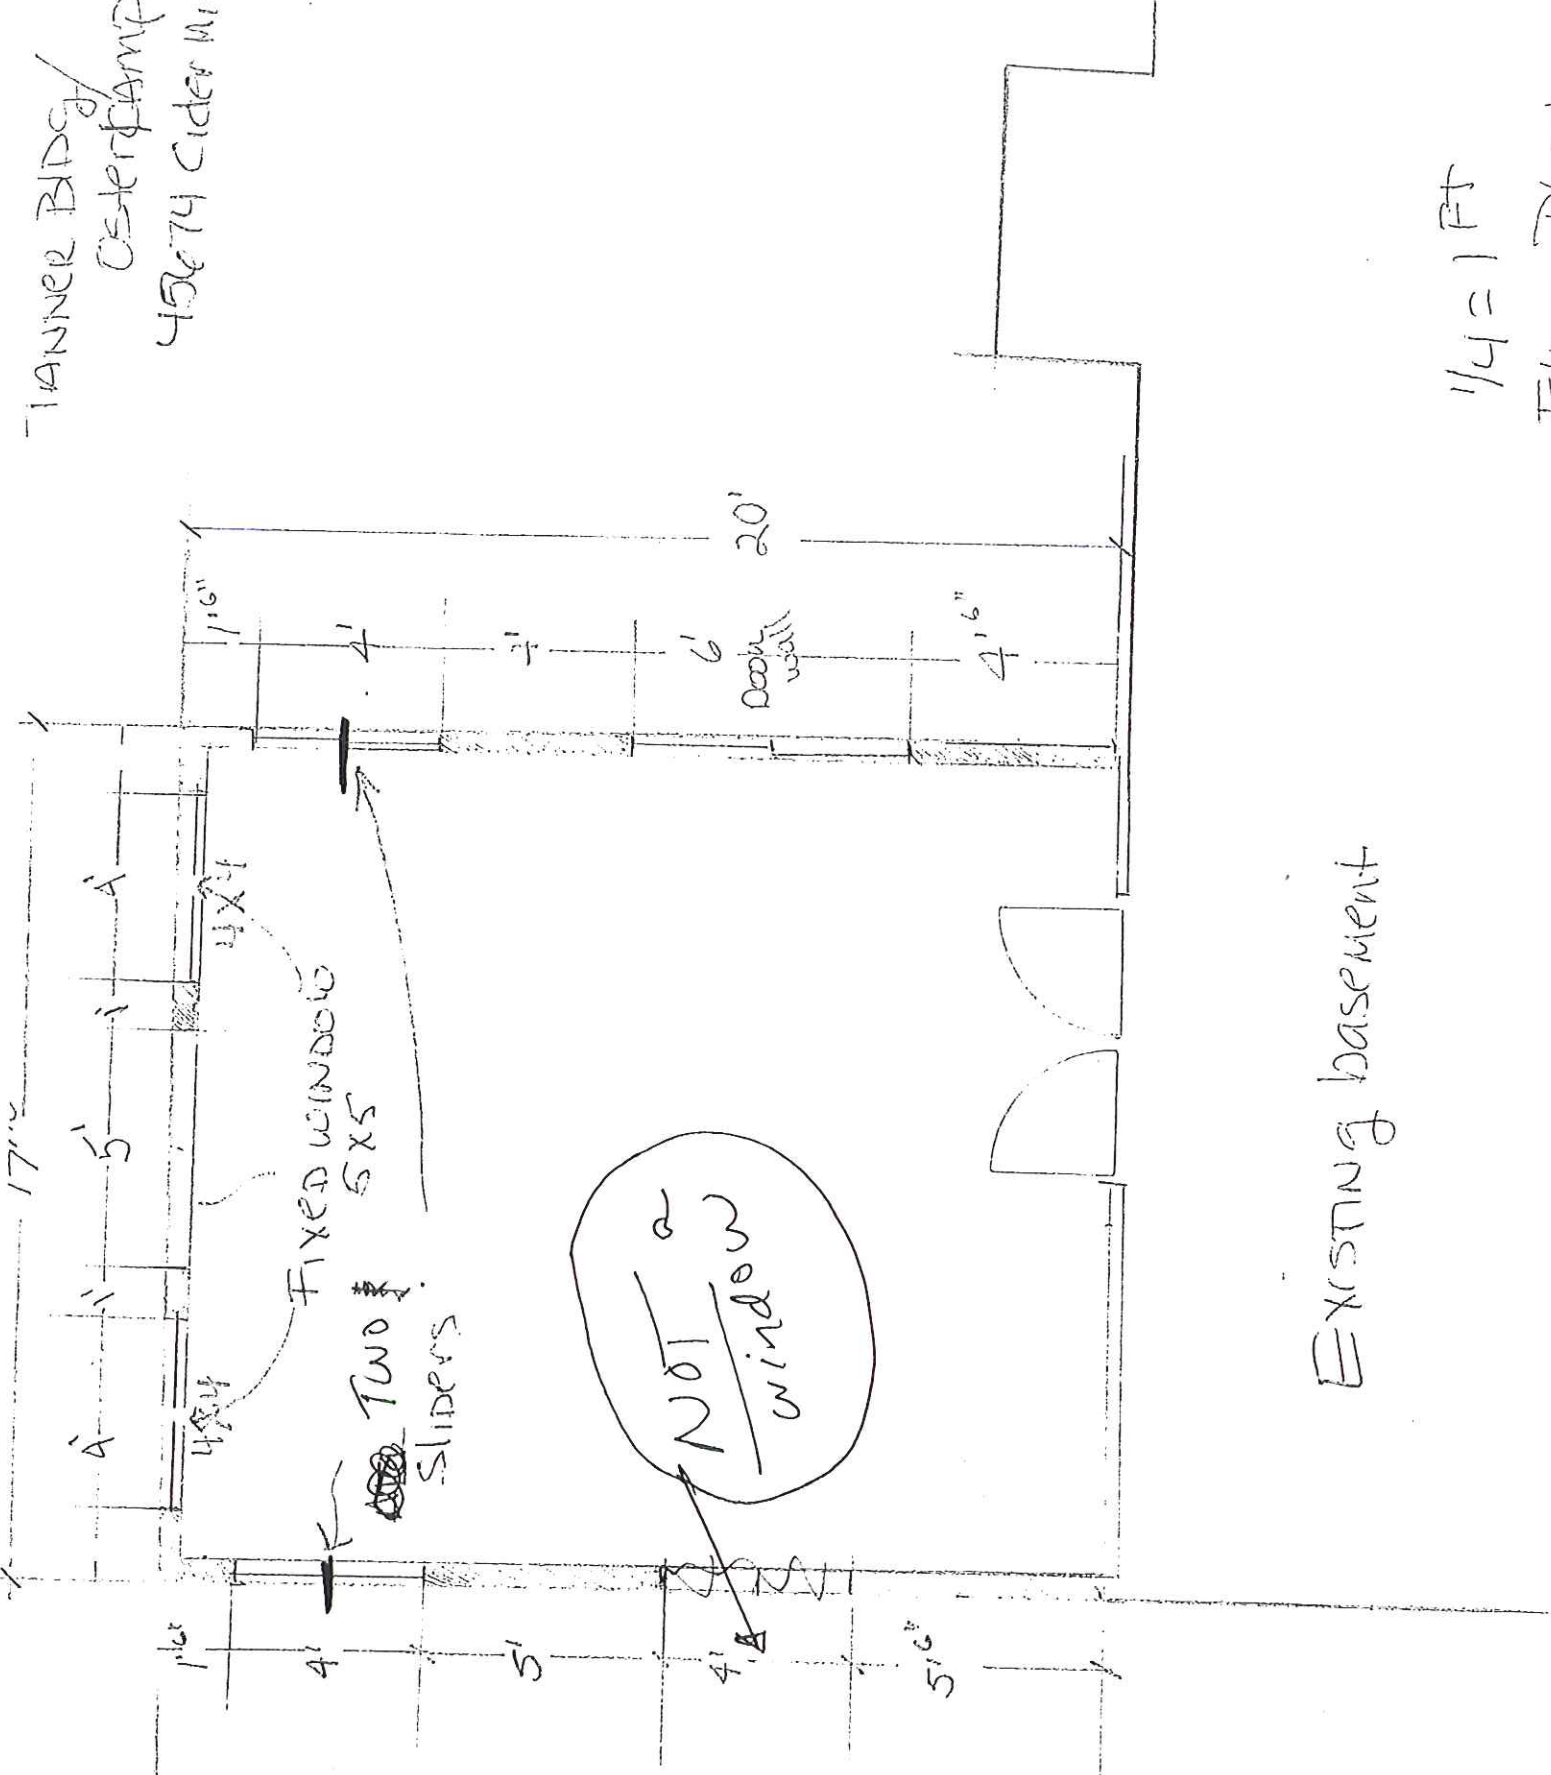 TANNER BLDG/
OsterKAMP
45674 Cider Mi
17'
4'
1'
5'
1'
4'
4X4
4X4
FIXED WINDOW
5X5
TWO
SLIDERS
1'6"
4'
5'
4'
5'6"
1'6"
4'
4'
6'
DOOR
wall
4'6"
20'
NOT a
window
EXISTING basement
1/4 = 1 FT